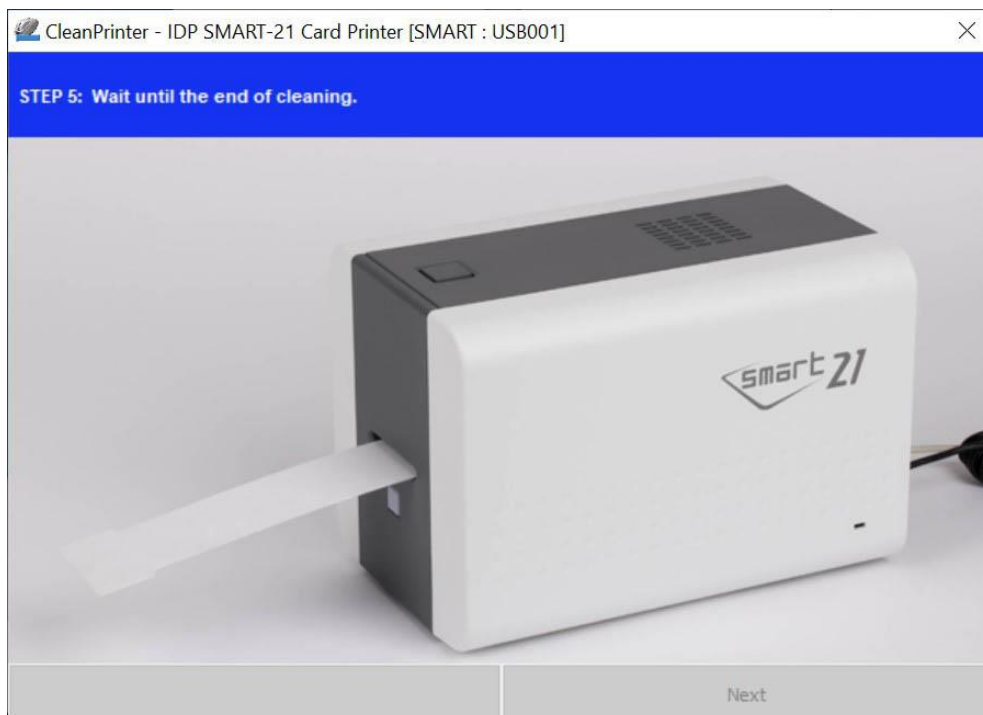 CleanPrinter - IDP SMART-21 Card Printer [SMART : USB001]
STEP 5: Wait until the end of cleaning.
smart 21
Next